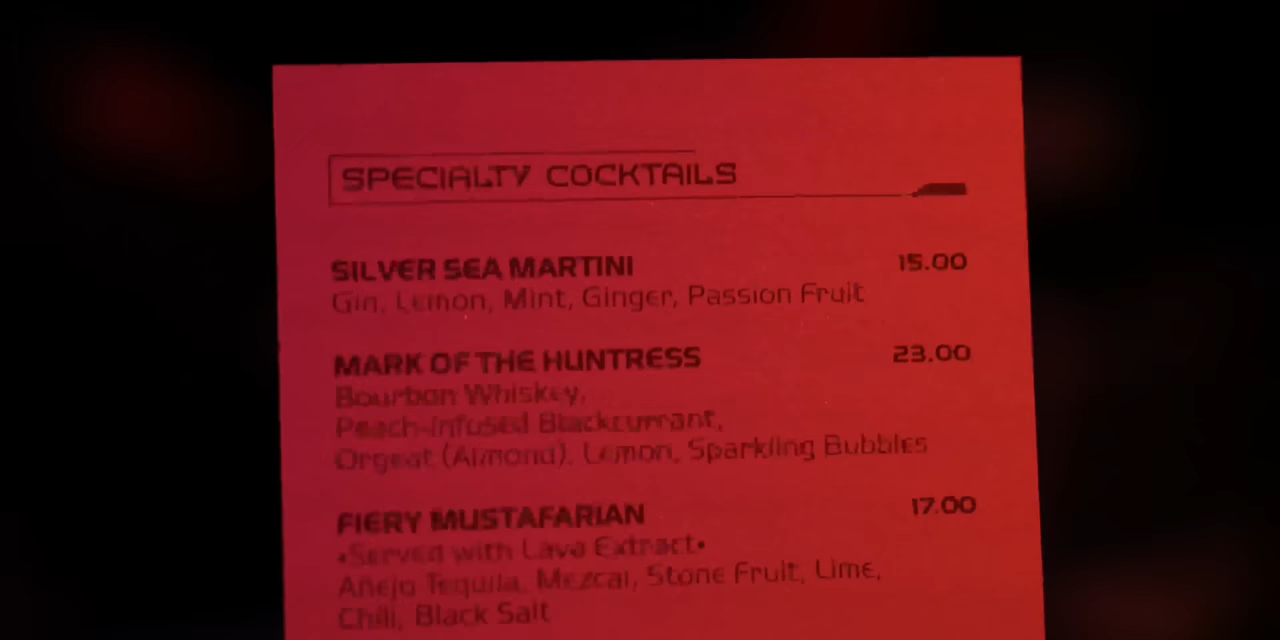 SPECIALTY COCKTAILS
SILVER SEA MARTINI 15.00
Gin, Lemon, Mint, Ginger, Passion Fruit
MARK OF THE HUNTRESS 23.00
Bourbon Whiskey,
Peach-Infused Blackcurrant,
Orgeat (Almond), Lemon, Sparkling Bubbles
FIERY MUSTAFARIAN 17.00
•Served with Lava Extract•
Añejo Tequila, Mezcal, Stone Fruit, Lime,
Chili, Black Salt